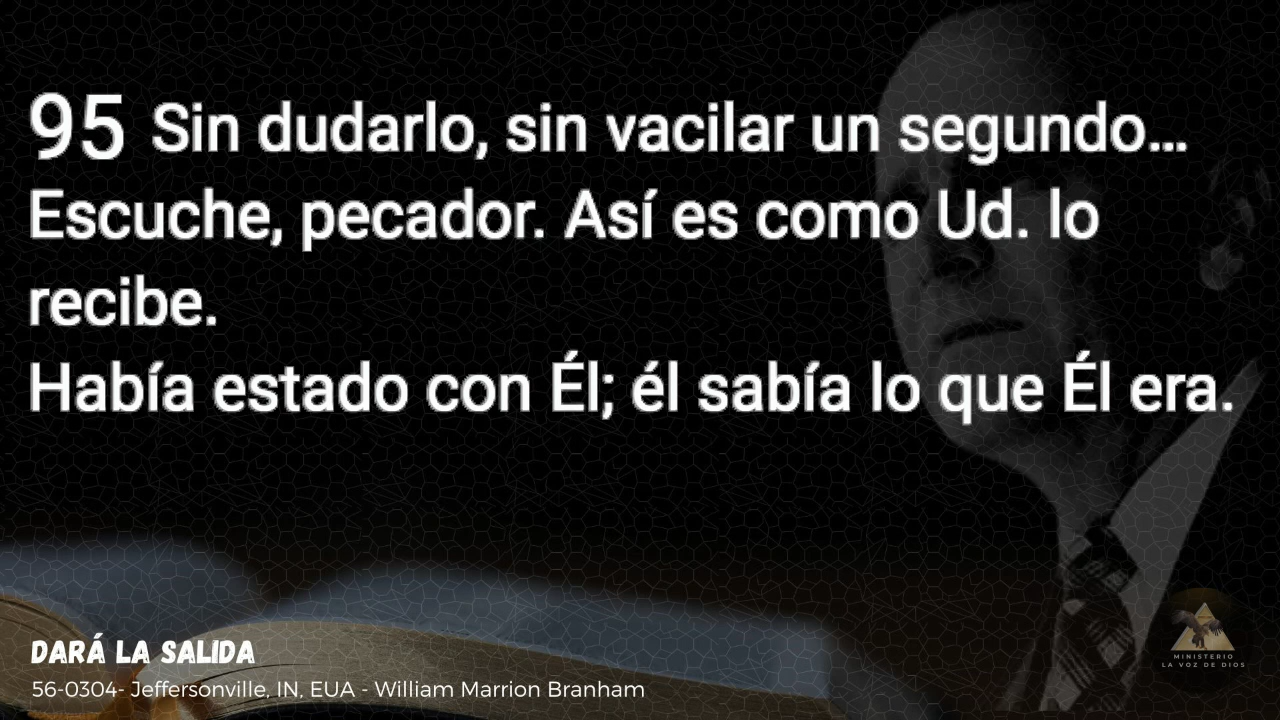 95 Sin dudarlo, sin vacilar un segundo...
Escuche, pecador. Así es como Ud. lo
recibe.
Había estado con Él; él sabía lo que Él era.
DARÁ LA SALIDA
56-0304- Jeffersonville, IN, EUA - William Marrion Branham
MINISTERIO
LA VOZ DE DIOS